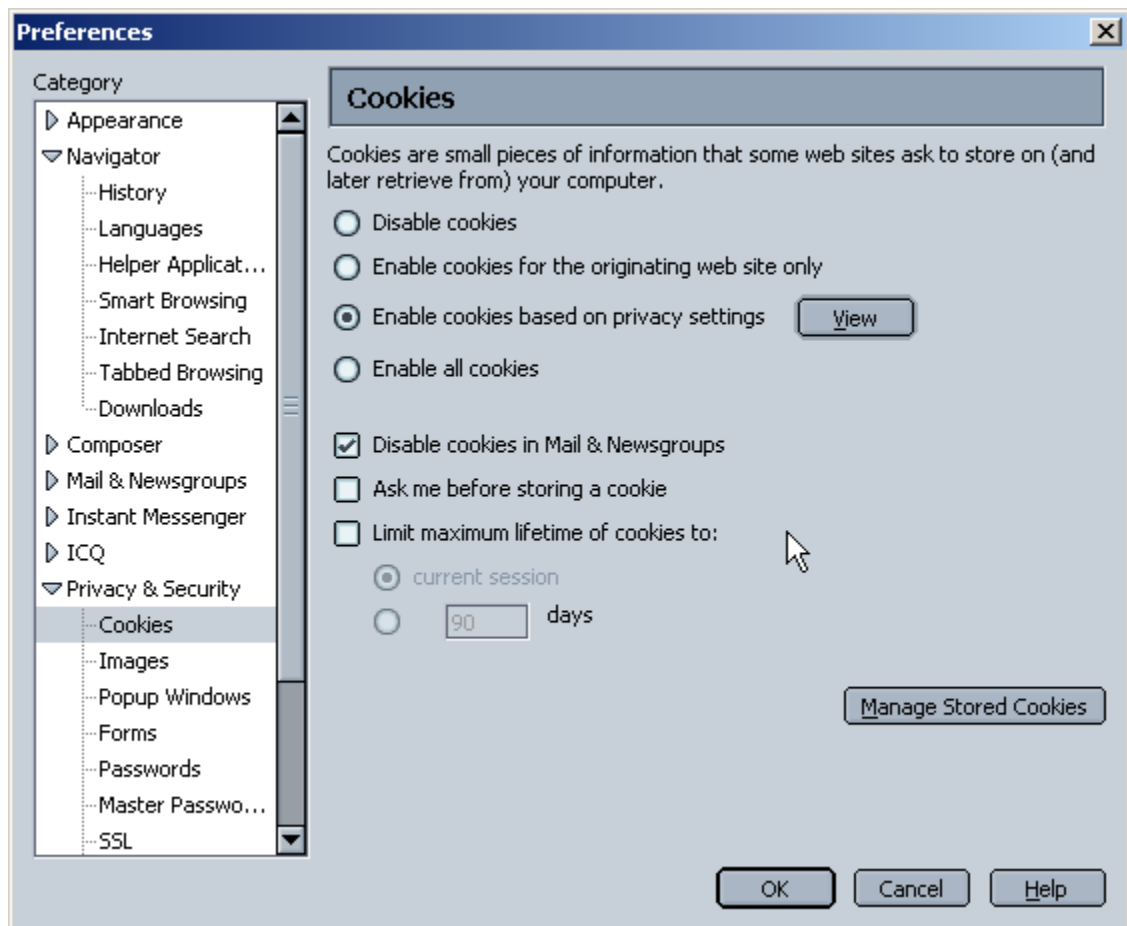 Preferences
Category
Appearance
Navigator
History
Languages
Helper Applicat...
Smart Browsing
Internet Search
Tabbed Browsing
Downloads
Composer
Mail & Newsgroups
Instant Messenger
ICQ
Privacy & Security
Cookies
Images
Popup Windows
Forms
Passwords
Master Passwo...
SSL
Cookies
Cookies are small pieces of information that some web sites ask to store on (and
later retrieve from) your computer.
Disable cookies
Enable cookies for the originating web site only
Enable cookies based on privacy settings View
Enable all cookies
Disable cookies in Mail & Newsgroups
Ask me before storing a cookie
Limit maximum lifetime of cookies to:
current session
90 days
Manage Stored Cookies
OK Cancel Help